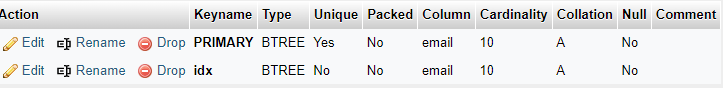 Action Keyname Type Unique Packed Column Cardinality Collation Null Comment
Edit Rename Drop PRIMARY BTREE Yes No email 10 A No
Edit Rename Drop idx BTREE No No email 10 A No